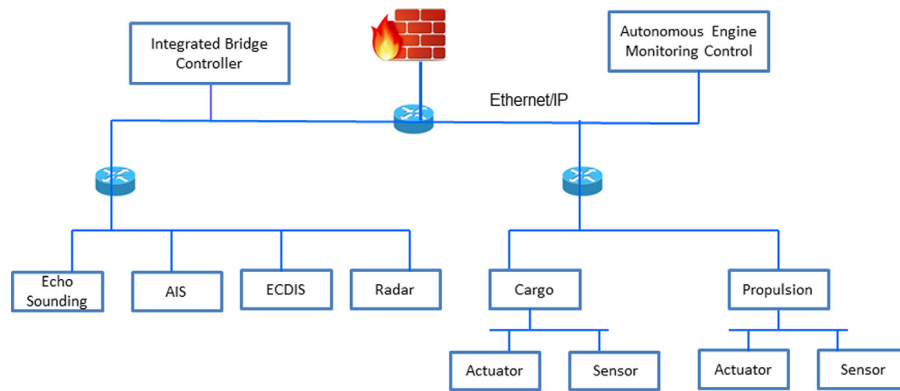 Integrated Bridge
Controller
Autonomous Engine
Monitoring Control
Ethernet/IP
Echo
Sounding
AIS
ECDIS
Radar
Cargo
Propulsion
Actuator
Sensor
Actuator
Sensor